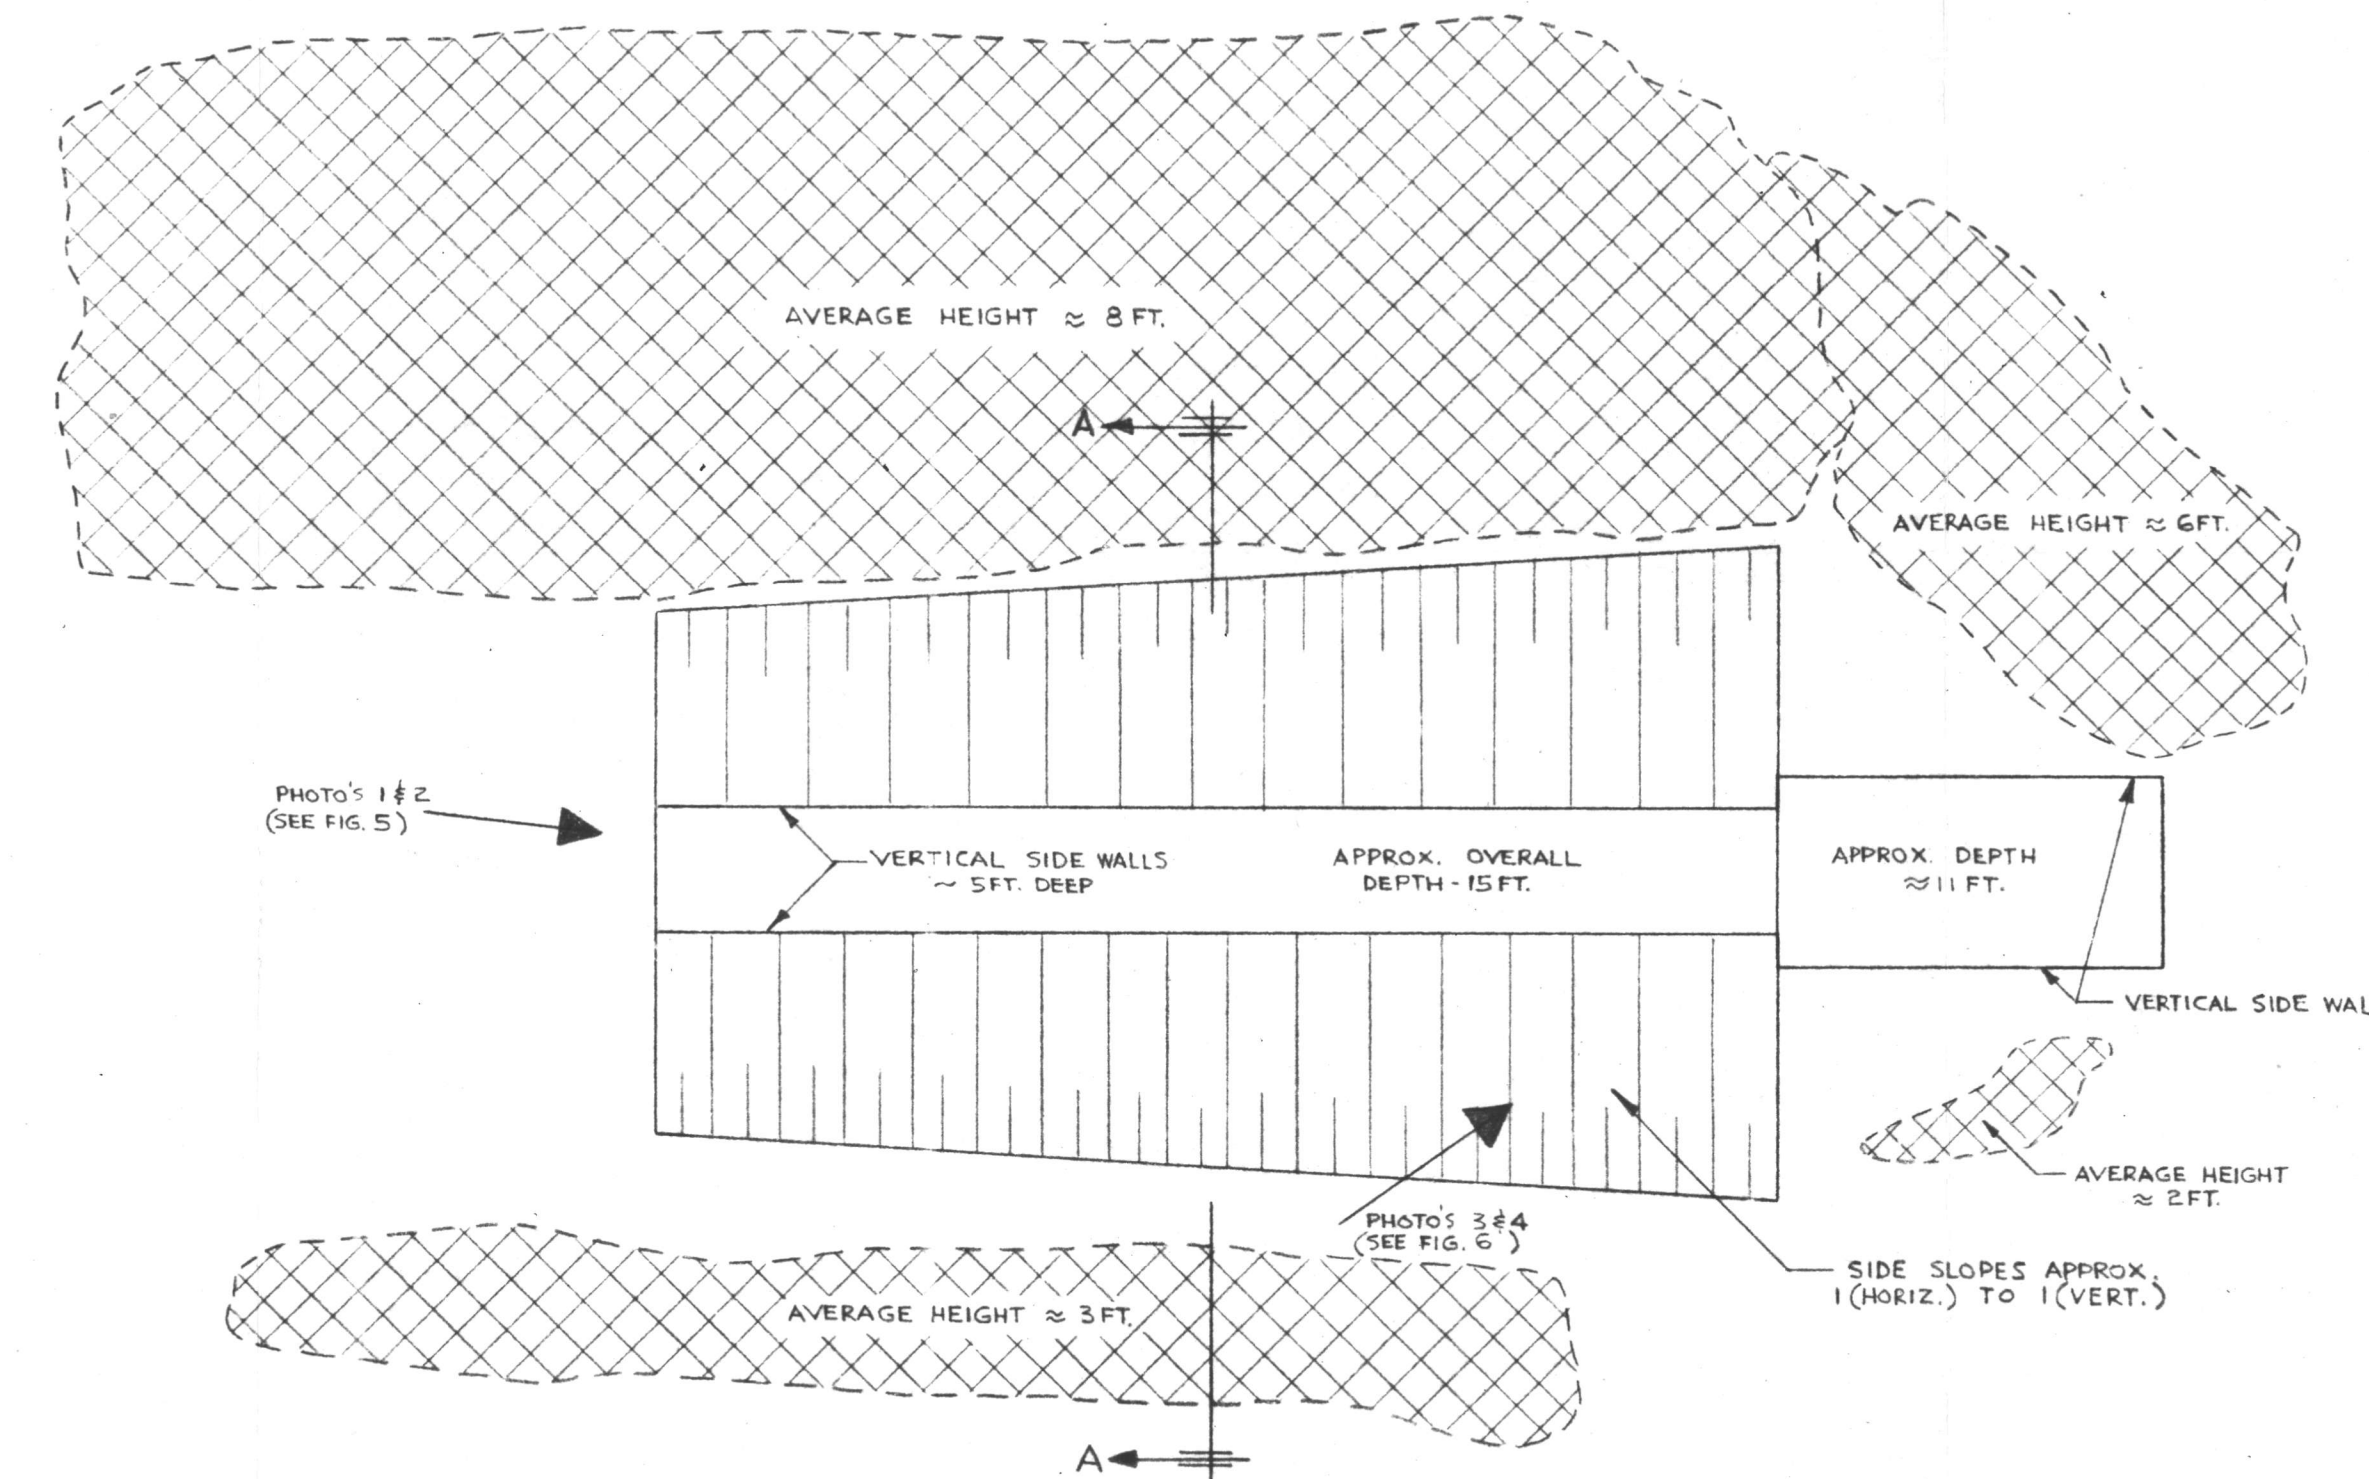 AVERAGE HEIGHT ≈ 8 FT.
A
AVERAGE HEIGHT ≈ 6FT.
PHOTO'S 1 & 2
(SEE FIG. 5)
VERTICAL SIDE WALLS
~ 5FT. DEEP
APPROX. OVERALL
DEPTH - 15 FT.
APPROX. DEPTH
≈ 11 FT.
VERTICAL SIDE WAL
AVERAGE HEIGHT
≈ 2FT.
PHOTO'S 3 & 4
(SEE FIG. 6)
SIDE SLOPES APPROX.
1 (HORIZ.) TO 1 (VERT.)
AVERAGE HEIGHT ≈ 3 FT.
A